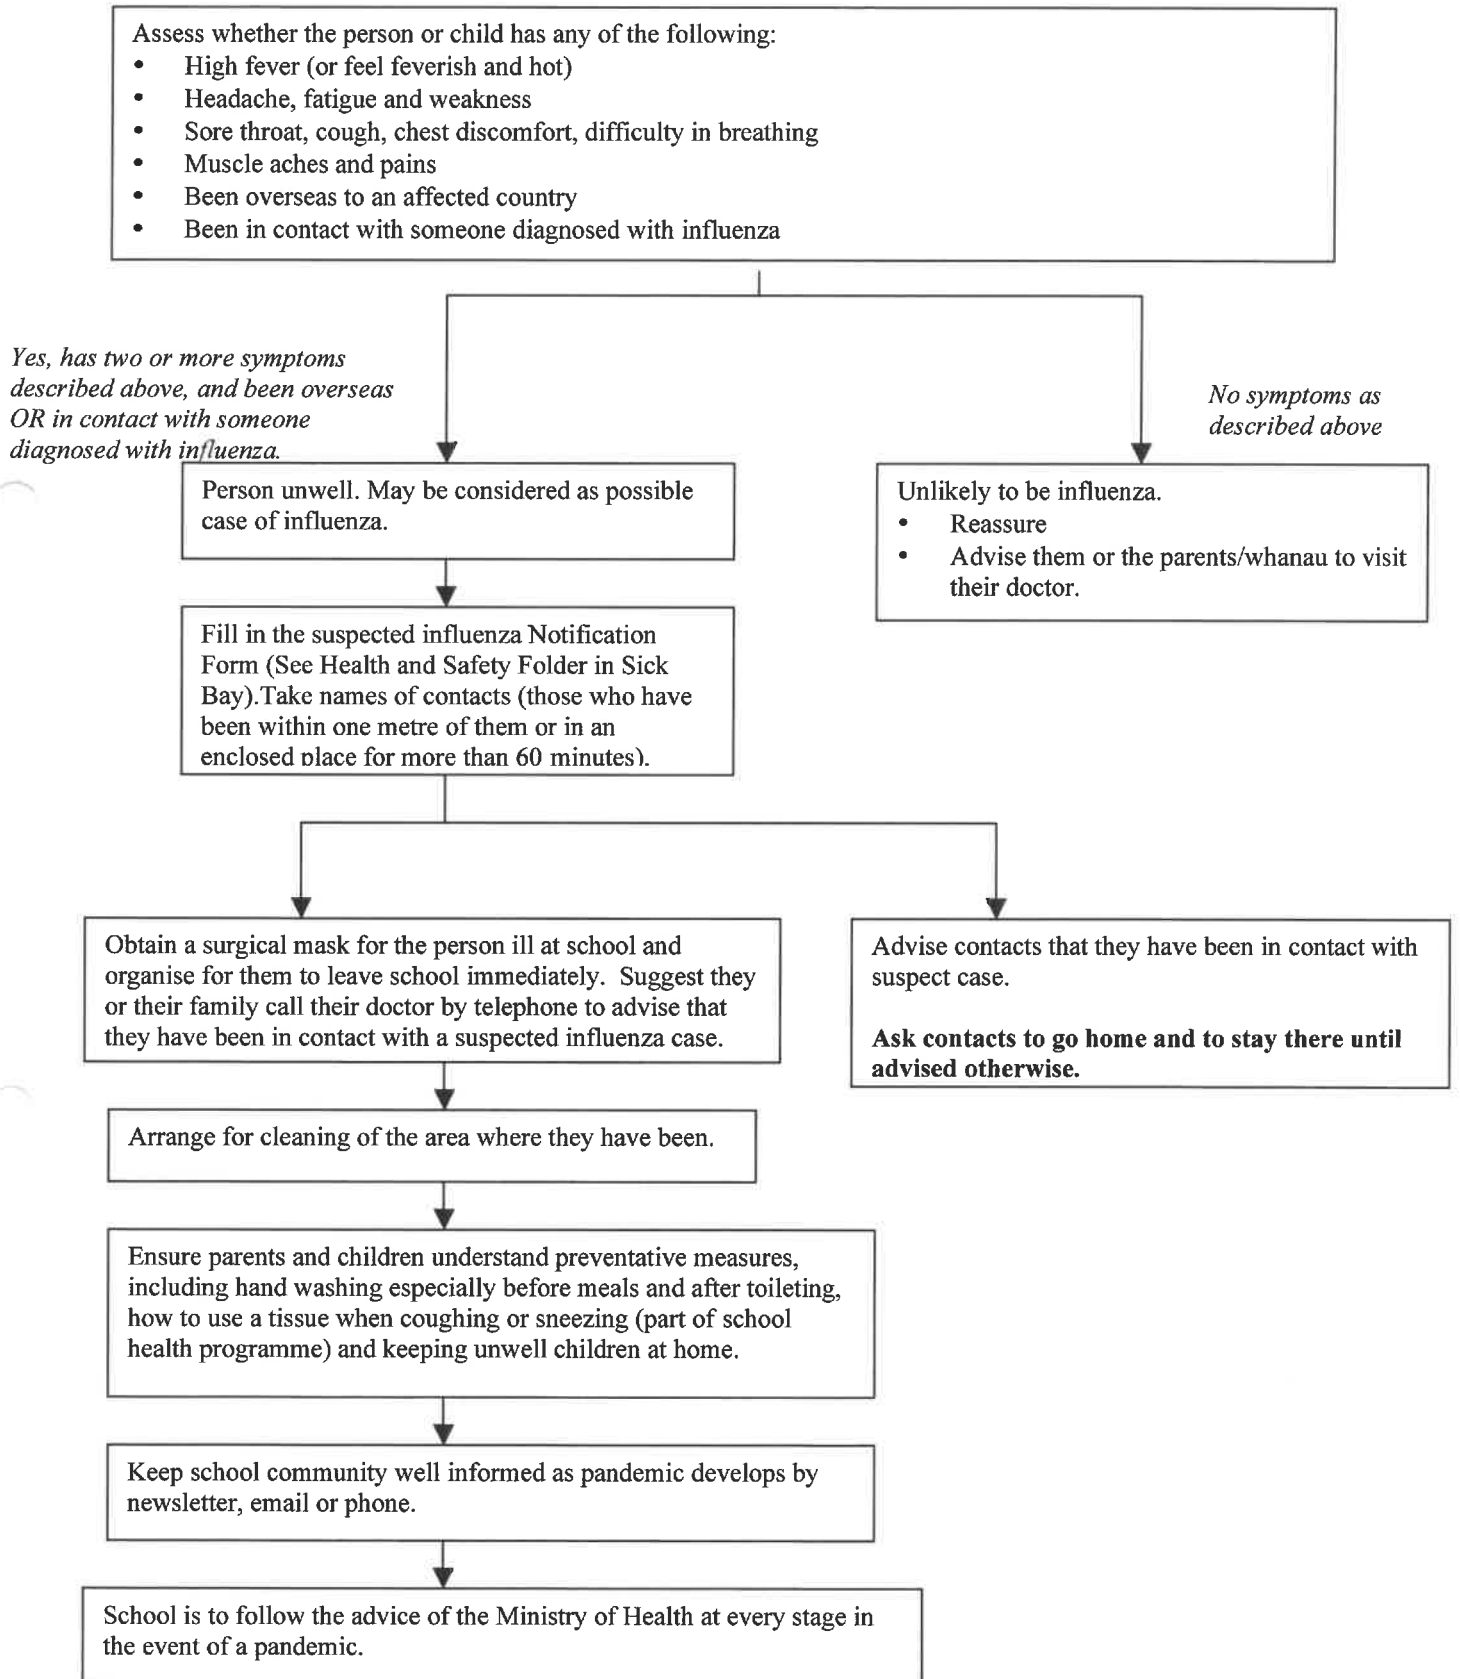 Assess whether the person or child has any of the following:
• High fever (or feel feverish and hot)
• Headache, fatigue and weakness
• Sore throat, cough, chest discomfort, difficulty in breathing
• Muscle aches and pains
• Been overseas to an affected country
• Been in contact with someone diagnosed with influenza
Yes, has two or more symptoms
described above, and been overseas
OR in contact with someone
diagnosed with influenza.
No symptoms as
described above
Person unwell. May be considered as possible
case of influenza.
Unlikely to be influenza.
• Reassure
• Advise them or the parents/whanau to visit
their doctor.
Fill in the suspected influenza Notification
Form (See Health and Safety Folder in Sick
Bay).Take names of contacts (those who have
been within one metre of them or in an
enclosed place for more than 60 minutes).
Obtain a surgical mask for the person ill at school and
organise for them to leave school immediately. Suggest they
or their family call their doctor by telephone to advise that
they have been in contact with a suspected influenza case.
Advise contacts that they have been in contact with
suspect case.
Ask contacts to go home and to stay there until
advised otherwise.
Arrange for cleaning of the area where they have been.
Ensure parents and children understand preventative measures,
including hand washing especially before meals and after toileting,
how to use a tissue when coughing or sneezing (part of school
health programme) and keeping unwell children at home.
Keep school community well informed as pandemic develops by
newsletter, email or phone.
School is to follow the advice of the Ministry of Health at every stage in
the event of a pandemic.